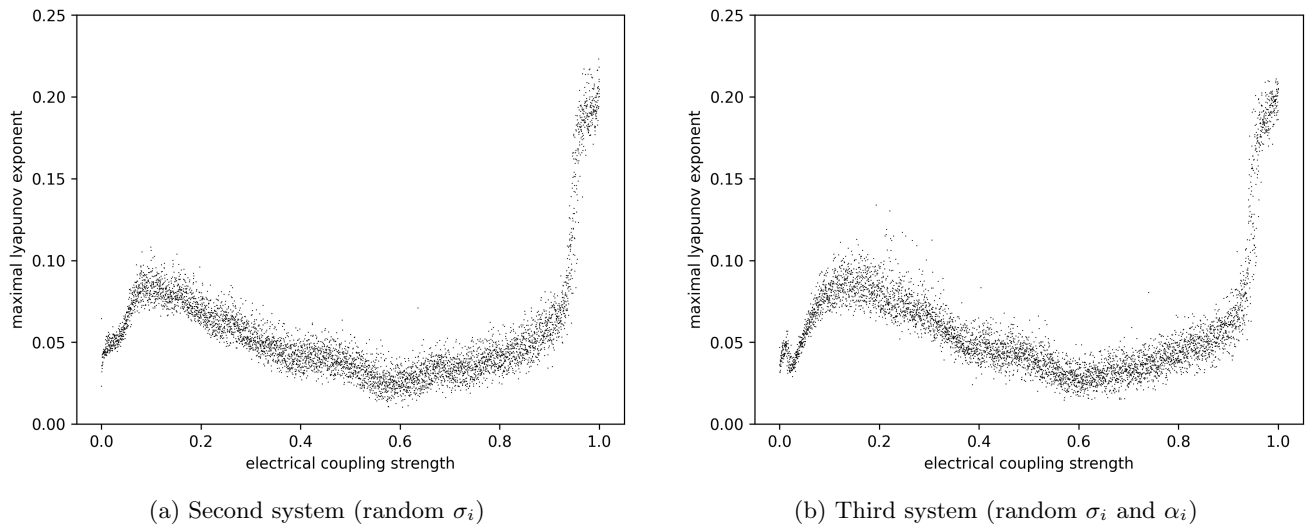 0.25
0.20
0.15
0.10
0.05
0.00
maximal lyapunov exponent
0.0 0.2 0.4 0.6 0.8 1.0
electrical coupling strength
(a) Second system (random σᵢ)
0.25
0.20
0.15
0.10
0.05
0.00
maximal lyapunov exponent
0.0 0.2 0.4 0.6 0.8 1.0
electrical coupling strength
(b) Third system (random σᵢ and αᵢ)